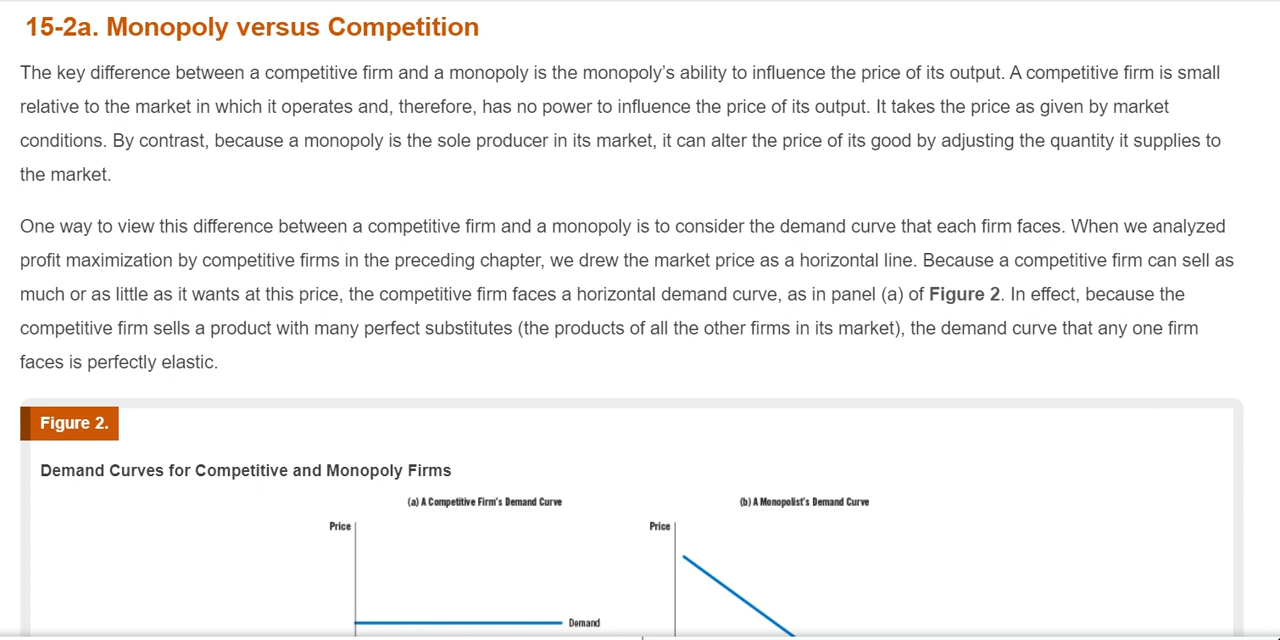 15-2a. Monopoly versus Competition
The key difference between a competitive firm and a monopoly is the monopoly’s ability to influence the price of its output. A competitive firm is small
relative to the market in which it operates and, therefore, has no power to influence the price of its output. It takes the price as given by market
conditions. By contrast, because a monopoly is the sole producer in its market, it can alter the price of its good by adjusting the quantity it supplies to
the market.
One way to view this difference between a competitive firm and a monopoly is to consider the demand curve that each firm faces. When we analyzed
profit maximization by competitive firms in the preceding chapter, we drew the market price as a horizontal line. Because a competitive firm can sell as
much or as little as it wants at this price, the competitive firm faces a horizontal demand curve, as in panel (a) of Figure 2. In effect, because the
competitive firm sells a product with many perfect substitutes (the products of all the other firms in its market), the demand curve that any one firm
faces is perfectly elastic.
Figure 2.
Demand Curves for Competitive and Monopoly Firms
(a) A Competitive Firm's Demand Curve
(b) A Monopolist's Demand Curve
Price
Price
Demand